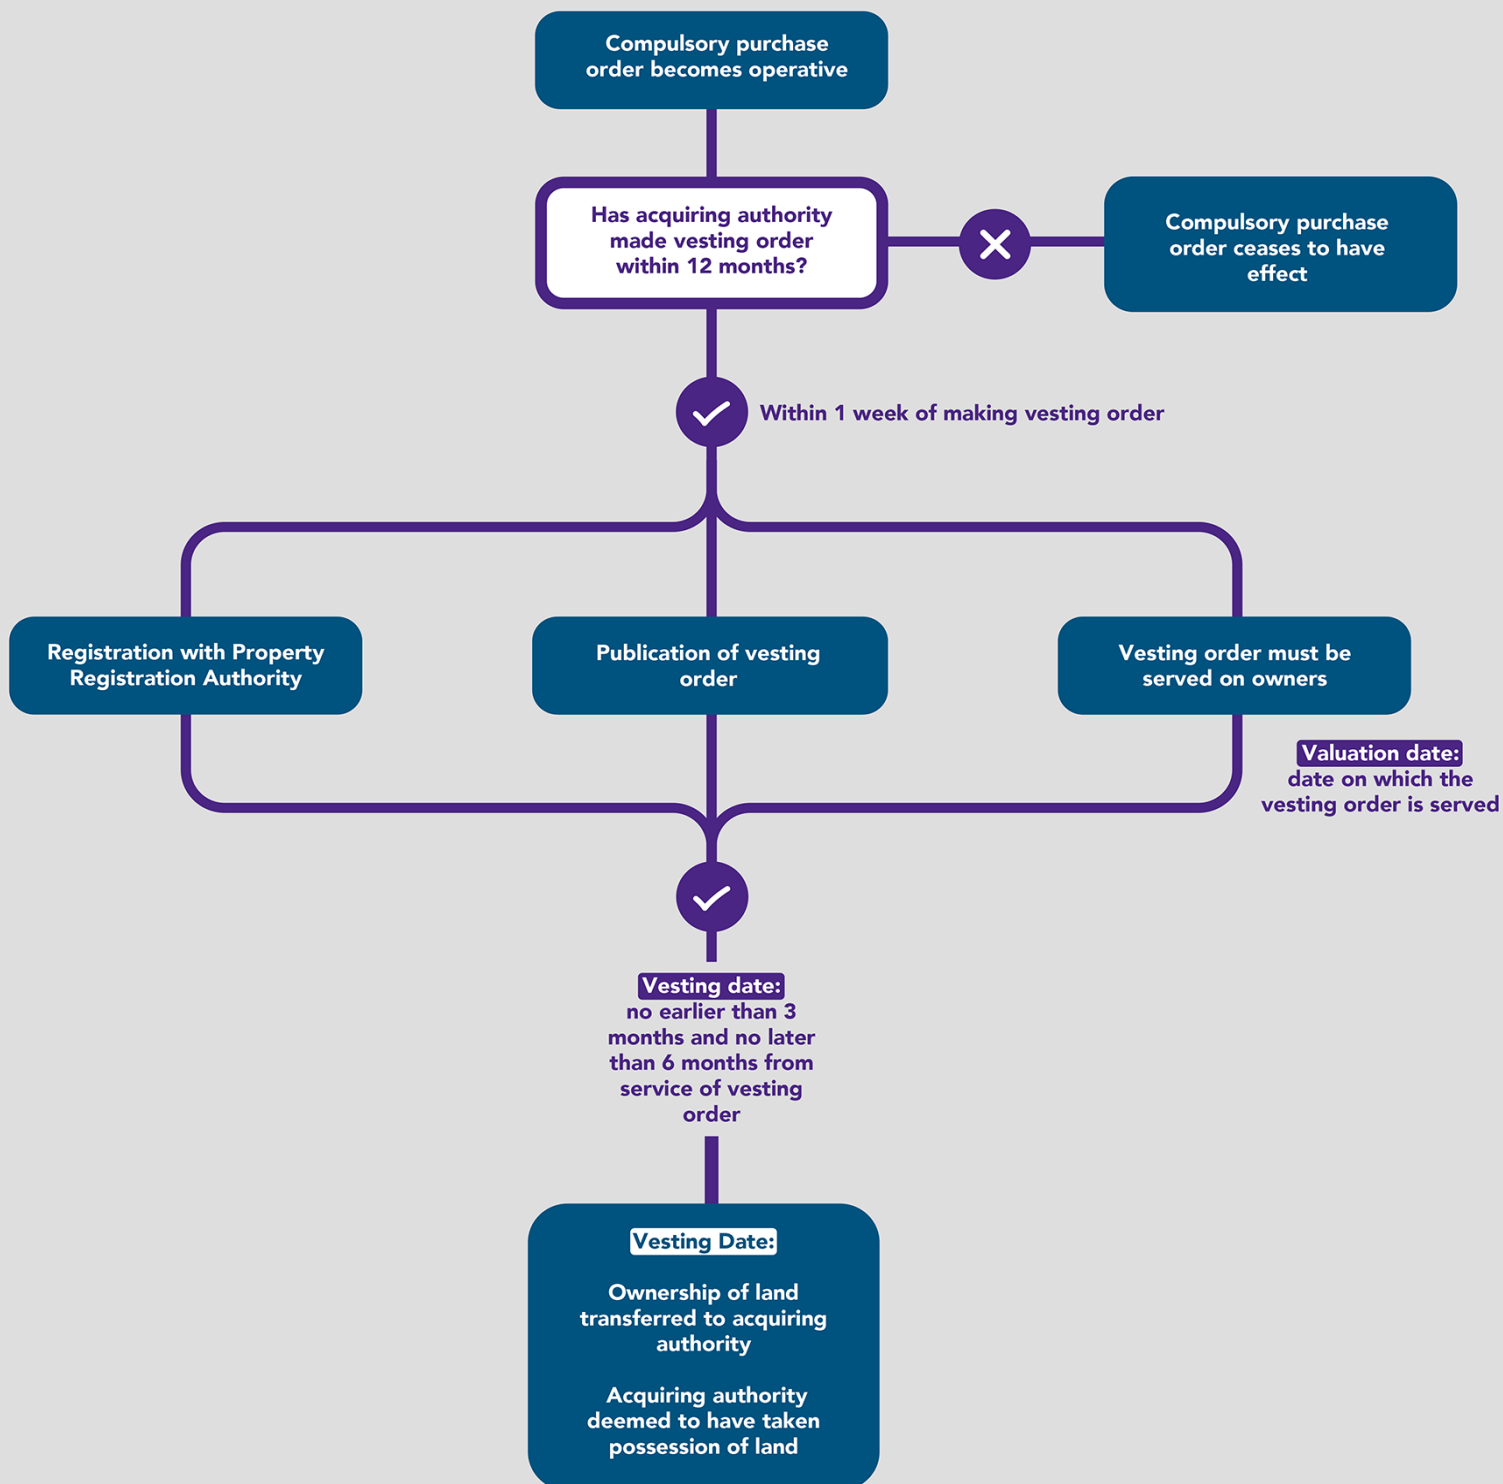 Compulsory purchase
order becomes operative
Has acquiring authority
made vesting order
within 12 months?
Compulsory purchase
order ceases to have
effect
Within 1 week of making vesting order
Registration with Property
Registration Authority
Publication of vesting
order
Vesting order must be
served on owners
Valuation date:
date on which the
vesting order is served
Vesting date:
no earlier than 3
months and no later
than 6 months from
service of vesting
order
Vesting Date:
Ownership of land
transferred to acquiring
authority
Acquiring authority
deemed to have taken
possession of land